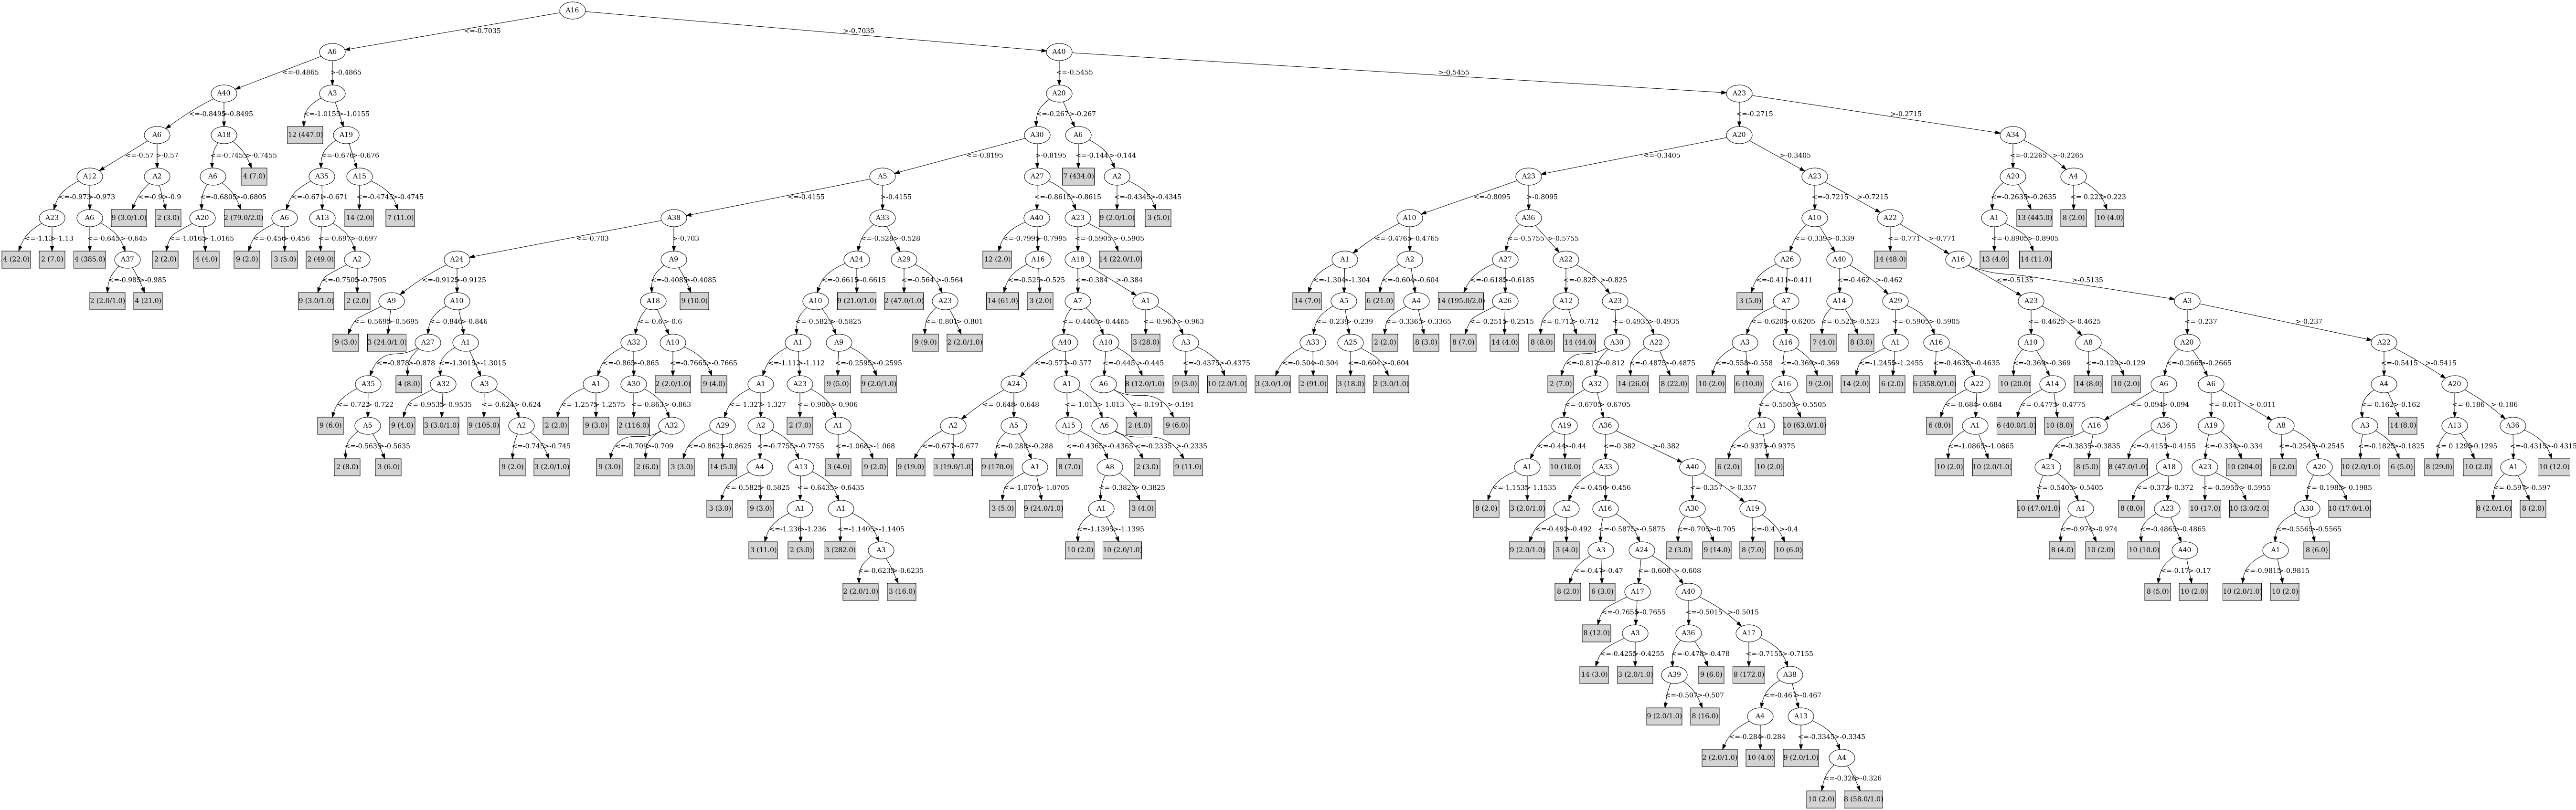 A16
<=-0.7035 >-0.7035
A6 A40
<=-0.4865 >-0.4865 <=-0.5455 >-0.5455
A40 A3 A20 A23
<=-0.8495 >-0.8495 <=-1.0155 >-1.0155 <=-0.267 >-0.267 <=-0.2715 >-0.2715
A6 A18 12 (447.0) A19 A30 A6 A20 A34
<=-0.57 >-0.57 <=-0.7455 >-0.7455 <=-0.676 >-0.676 <=-0.8195 >-0.8195 <=-0.144 >-0.144 <=-0.3405 >-0.3405 <=-0.2265 >-0.2265
A12 A2 A6 4 (7.0) A35 A15 A5 A27 7 (434.0) A2 A23 A23 A20 A4
<=-0.973 >-0.973 <=-0.9 >-0.9 <=-0.6805 >-0.6805 <=-0.671 >-0.671 <=-0.4745 >-0.4745 <=-0.4155 >-0.4155 <=-0.8615 >-0.8615 <=-0.4345 >-0.4345 <=-0.8095 >-0.8095 <=-0.7215 >-0.7215 <=-0.2635 >-0.2635 <= 0.223 >0.223
A23 A6 9 (3.0/1.0) 2 (3.0) A20 2 (79.0/2.0) A6 A13 14 (2.0) 7 (11.0) A38 A33 A40 A23 9 (2.0/1.0) 3 (5.0) A10 A36 A10 A22 A1 13 (445.0) 8 (2.0) 10 (4.0)
<=-1.13 >-1.13 <=-0.645 >-0.645 <=-1.0165 >-1.0165 <=-0.456 >-0.456 <=-0.697 >-0.697 <=-0.703 >-0.703 <=-0.528 >-0.528 <=-0.7995 >-0.7995 <=-0.5905 >-0.5905 <=-0.4765 >-0.4765 <=-0.5755 >-0.5755 <=-0.339 >-0.339 <=-0.771 >-0.771 <=-0.8905 >-0.8905
4 (22.0) 2 (7.0) 4 (385.0) A37 2 (2.0) 4 (4.0) 9 (2.0) 3 (5.0) 2 (49.0) A2 A24 A9 A24 A29 12 (2.0) A16 A18 14 (22.0/1.0) A1 A2 A27 A22 A26 A40 14 (48.0) A16 13 (4.0) 14 (11.0)
<=-0.985 >-0.985 <=-0.7505 >-0.7505 <=-0.9125 >-0.9125 <=-0.4085 >-0.4085 <=-0.6615 >-0.6615 <=-0.564 >-0.564 <=-0.525 >-0.525 <=-0.384 >-0.384 <=-1.304 >-1.304 <=-0.604 >-0.604 <=-0.6185 >-0.6185 <=-0.825 >-0.825 <=-0.411 >-0.411 <=-0.462 >-0.462 <=-0.5135 >-0.5135
2 (2.0/1.0) 4 (21.0) 9 (3.0/1.0) 2 (2.0) A9 A10 A18 9 (10.0) A10 9 (21.0/1.0) 2 (47.0/1.0) A23 14 (61.0) 3 (2.0) A7 A1 14 (7.0) A5 6 (21.0) A4 14 (195.0/2.0) A26 A12 A23 3 (5.0) A7 A14 A29 A23 A3
<=-0.5695 >-0.5695 <=-0.846 >-0.846 <=-0.6 >-0.6 <=-0.5825 >-0.5825 <=-0.801 >-0.801 <=-0.4465 >-0.4465 <=-0.963 >-0.963 <=-0.239 >-0.239 <=-0.3365 >-0.3365 <=-0.2515 >-0.2515 <=-0.712 >-0.712 <=-0.4935 >-0.4935 <=-0.6205 >-0.6205 <=-0.523 >-0.523 <=-0.5905 >-0.5905 <=-0.4625 >-0.4625 <=-0.237 >-0.237
9 (3.0) 3 (24.0/1.0) A27 A1 A32 A10 A1 A9 9 (9.0) 2 (2.0/1.0) A40 A10 3 (28.0) A3 A33 A25 2 (2.0) 8 (3.0) 8 (7.0) 14 (4.0) 8 (8.0) 14 (44.0) A30 A22 A3 A16 7 (4.0) 8 (3.0) A1 A16 A10 A8 A20 A22
<=-0.878 >-0.878 <=-1.3015 >-1.3015 <=-0.865 >-0.865 <=-0.7665 >-0.7665 <=-1.112 >-1.112 <=-0.2595 >-0.2595 <=-0.577 >-0.577 <=-0.445 >-0.445 <=-0.4375 >-0.4375 <=-0.504 >-0.504 <=-0.604 >-0.604 <=-0.812 >-0.812 <=-0.4875 >-0.4875 <=-0.558 >-0.558 <=-0.369 >-0.369 <=-1.2455 >-1.2455 <=-0.4635 >-0.4635 <=-0.369 >-0.369 <=-0.129 >-0.129 <=-0.2665 >-0.2665 <=-0.5415 >-0.5415
A35 4 (8.0) A32 A3 A1 A30 2 (2.0/1.0) 9 (4.0) A1 A23 9 (5.0) 9 (2.0/1.0) A24 A1 A6 8 (12.0/1.0) 9 (3.0) 10 (2.0/1.0) 3 (3.0/1.0) 2 (91.0) 3 (18.0) 2 (3.0/1.0) 2 (7.0) A32 14 (26.0) 8 (22.0) 10 (2.0) 6 (10.0) A16 9 (2.0) 14 (2.0) 6 (2.0) 6 (358.0/1.0) A22 10 (20.0) A14 14 (8.0) 10 (2.0) A6 A6 A4 A20
<=-0.722 >-0.722 <=-0.9535 >-0.9535 <=-0.624 >-0.624 <=-1.2575 >-1.2575 <=-0.863 >-0.863 <=-1.327 >-1.327 <=-0.906 >-0.906 <=-0.648 >-0.648 <=-1.013 >-1.013 <=-0.191 >-0.191 <=-0.6705 >-0.6705 <=-0.5505 >-0.5505 <=-0.684 >-0.684 <=-0.4775 >-0.4775 <=-0.094 >-0.094 <=-0.011 >-0.011 <=-0.162 >-0.162 <=-0.186 >-0.186
9 (6.0) A5 9 (4.0) 3 (3.0/1.0) 9 (105.0) A2 2 (2.0) 9 (3.0) 2 (116.0) A32 A29 A2 2 (7.0) A1 A2 A5 A15 A6 2 (4.0) 9 (6.0) A19 A36 A1 10 (63.0/1.0) 6 (8.0) A1 6 (40.0/1.0) 10 (8.0) A16 A36 A19 A8 A3 14 (8.0) A13 A36
<=-0.5635 >-0.5635 <=-0.745 >-0.745 <=-0.709 >-0.709 <=-0.8625 >-0.8625 <=-0.7755 >-0.7755 <=-1.068 >-1.068 <=-0.677 >-0.677 <=-0.288 >-0.288 <=-0.4365 >-0.4365 <=-0.2335 >-0.2335 <=-0.44 >-0.44 <=-0.382 >-0.382 <=-0.9375 >-0.9375 <=-1.0865 >-1.0865 <=-0.3835 >-0.3835 <=-0.4155 >-0.4155 <=-0.334 >-0.334 <=-0.2545 >-0.2545 <=-0.1825 >-0.1825 <= 0.1295 >0.1295 <=-0.4315 >-0.4315
2 (8.0) 3 (6.0) 9 (2.0) 3 (2.0/1.0) 9 (3.0) 2 (6.0) 3 (3.0) 14 (5.0) A4 A13 3 (4.0) 9 (2.0) 9 (19.0) 3 (19.0/1.0) 9 (170.0) A1 8 (7.0) A8 2 (3.0) 9 (11.0) A1 10 (10.0) A33 A40 6 (2.0) 10 (2.0) 10 (2.0) 10 (2.0/1.0) A23 8 (5.0) 8 (47.0/1.0) A18 A23 10 (204.0) 6 (2.0) A20 10 (2.0/1.0) 6 (5.0) 8 (29.0) 10 (2.0) A1 10 (12.0)
<=-0.5825 >-0.5825 <=-0.6435 >-0.6435 <=-1.0705 >-1.0705 <=-0.3825 >-0.3825 <=-1.1535 >-1.1535 <=-0.456 >-0.456 <=-0.357 >-0.357 <=-0.5405 >-0.5405 <=-0.372 >-0.372 <=-0.5955 >-0.5955 <=-0.1985 >-0.1985 <=-0.597 >-0.597
3 (3.0) 9 (3.0) A1 A1 3 (5.0) 9 (24.0/1.0) A1 3 (4.0) 8 (2.0) 3 (2.0/1.0) A2 A16 A30 A19 10 (47.0/1.0) A1 8 (8.0) A23 10 (17.0) 10 (3.0/2.0) A30 10 (17.0/1.0) 8 (2.0/1.0) 8 (2.0)
<=-1.236 >-1.236 <=-1.1405 >-1.1405 <=-1.1395 >-1.1395 <=-0.492 >-0.492 <=-0.5875 >-0.5875 <=-0.705 >-0.705 <=-0.4 >-0.4 <=-0.974 >-0.974 <=-0.4865 >-0.4865 <=-0.5565 >-0.5565
3 (11.0) 2 (3.0) 3 (282.0) A3 10 (2.0) 10 (2.0/1.0) 9 (2.0/1.0) 3 (4.0) A3 A24 2 (3.0) 9 (14.0) 8 (7.0) 10 (6.0) 8 (4.0) 10 (2.0) 10 (10.0) A40 A1 8 (6.0)
<=-0.6235 >-0.6235 <=-0.47 >-0.47 <=-0.608 >-0.608 <=-0.17 >-0.17 <=-0.9815 >-0.9815
2 (2.0/1.0) 3 (16.0) 8 (2.0) 6 (3.0) A17 A40 8 (5.0) 10 (2.0) 10 (2.0/1.0) 10 (2.0)
<=-0.7655 >-0.7655 <=-0.5015 >-0.5015
8 (12.0) A3 A36 A17
<=-0.4255 >-0.4255 <=-0.478 >-0.478 <=-0.7155 >-0.7155
14 (3.0) 3 (2.0/1.0) A39 9 (6.0) 8 (172.0) A38
<=-0.507 >-0.507 <=-0.467 >-0.467
9 (2.0/1.0) 8 (16.0) A4 A13
<=-0.284 >-0.284 <=-0.3345 >-0.3345
2 (2.0/1.0) 10 (4.0) 9 (2.0/1.0) A4
<=-0.326 >-0.326
10 (2.0) 8 (58.0/1.0)